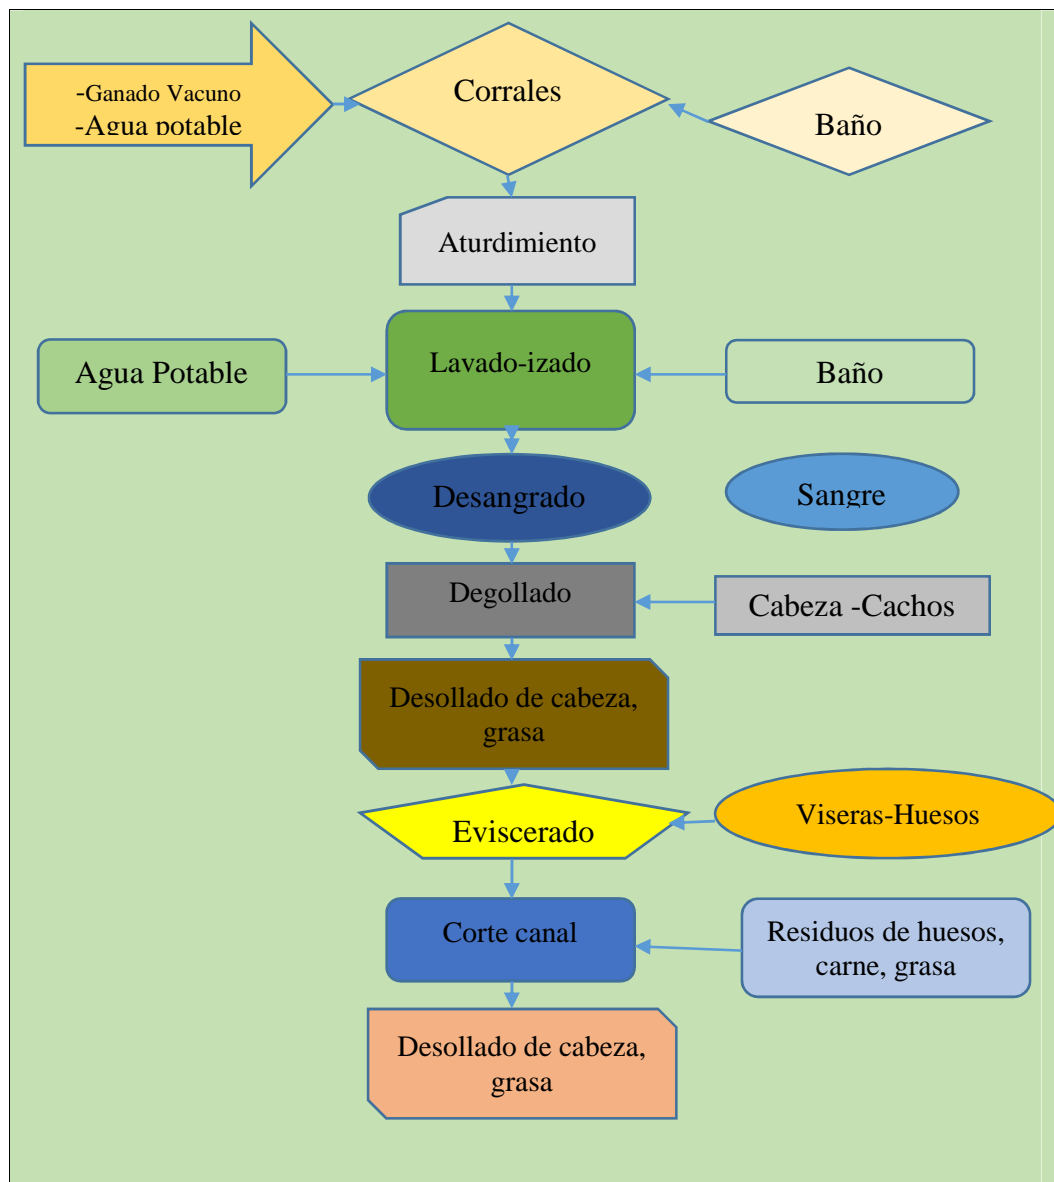 -Ganado Vacuno
-Agua potable
Corrales
Baño
Aturdimiento
Agua Potable
Lavado-izado
Baño
Desangrado
Sangre
Degollado
Cabeza -Cachos
Desollado de cabeza,
grasa
Eviscerado
Viseras-Huesos
Corte canal
Residuos de huesos,
carne, grasa
Desollado de cabeza,
grasa